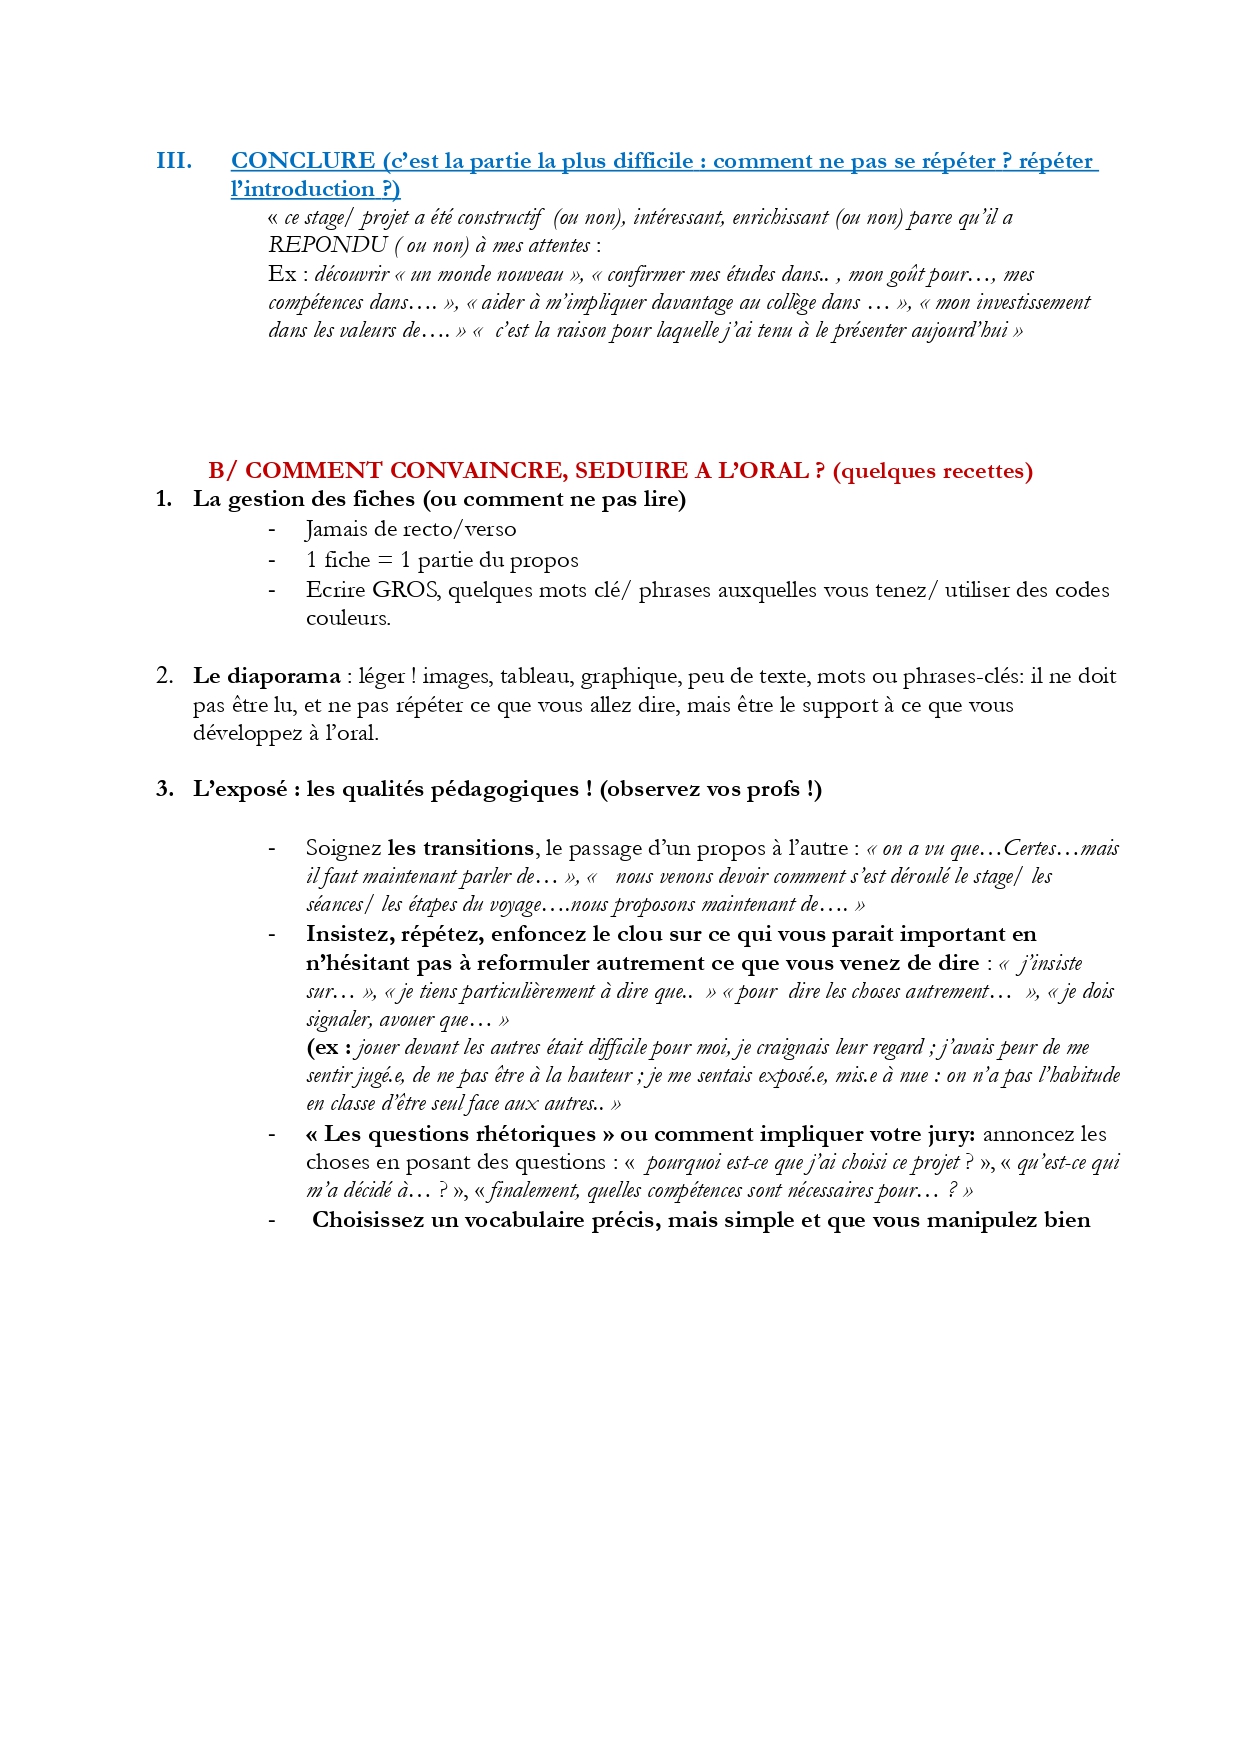 III. CONCLURE (c’est la partie la plus difficile : comment ne pas se répéter ? répéter
l’introduction ?)
« ce stage/ projet a été constructif (ou non), intéressant, enrichissant (ou non) parce qu’il a
REPONDU ( ou non) à mes attentes :
Ex : découvrir « un monde nouveau », « confirmer mes études dans.. , mon goût pour…, mes
compétences dans…. », « aider à m’impliquer davantage au collège dans … », « mon investissement
dans les valeurs de…. » « c’est la raison pour laquelle j’ai tenu à le présenter aujourd’hui »
B/ COMMENT CONVAINCRE, SEDUIRE A L’ORAL ? (quelques recettes)
1. La gestion des fiches (ou comment ne pas lire)
- Jamais de recto/verso
- 1 fiche = 1 partie du propos
- Ecrire GROS, quelques mots clé/ phrases auxquelles vous tenez/ utiliser des codes
couleurs.
2. Le diaporama : léger ! images, tableau, graphique, peu de texte, mots ou phrases-clés: il ne doit
pas être lu, et ne pas répéter ce que vous allez dire, mais être le support à ce que vous
développez à l’oral.
3. L’exposé : les qualités pédagogiques ! (observez vos profs !)
- Soignez les transitions, le passage d’un propos à l’autre : « on a vu que…Certes…mais
il faut maintenant parler de… », « nous venons devoir comment s’est déroulé le stage/ les
séances/ les étapes du voyage….nous proposons maintenant de…. »
- Insistez, répétez, enfoncez le clou sur ce qui vous parait important en
n’hésitant pas à reformuler autrement ce que vous venez de dire : « j’insiste
sur… », « je tiens particulièrement à dire que.. » « pour dire les choses autrement… », « je dois
signaler, avouer que… »
(ex : jouer devant les autres était difficile pour moi, je craignais leur regard ; j’avais peur de me
sentir jugé.e, de ne pas être à la hauteur ; je me sentais exposé.e, mis.e à nue : on n’a pas l’habitude
en classe d’être seul face aux autres.. »
- « Les questions rhétoriques » ou comment impliquer votre jury: annoncez les
choses en posant des questions : « pourquoi est-ce que j’ai choisi ce projet ? », « qu’est-ce qui
m’a décidé à… ? », « finalement, quelles compétences sont nécessaires pour… ? »
- Choisissez un vocabulaire précis, mais simple et que vous manipulez bien